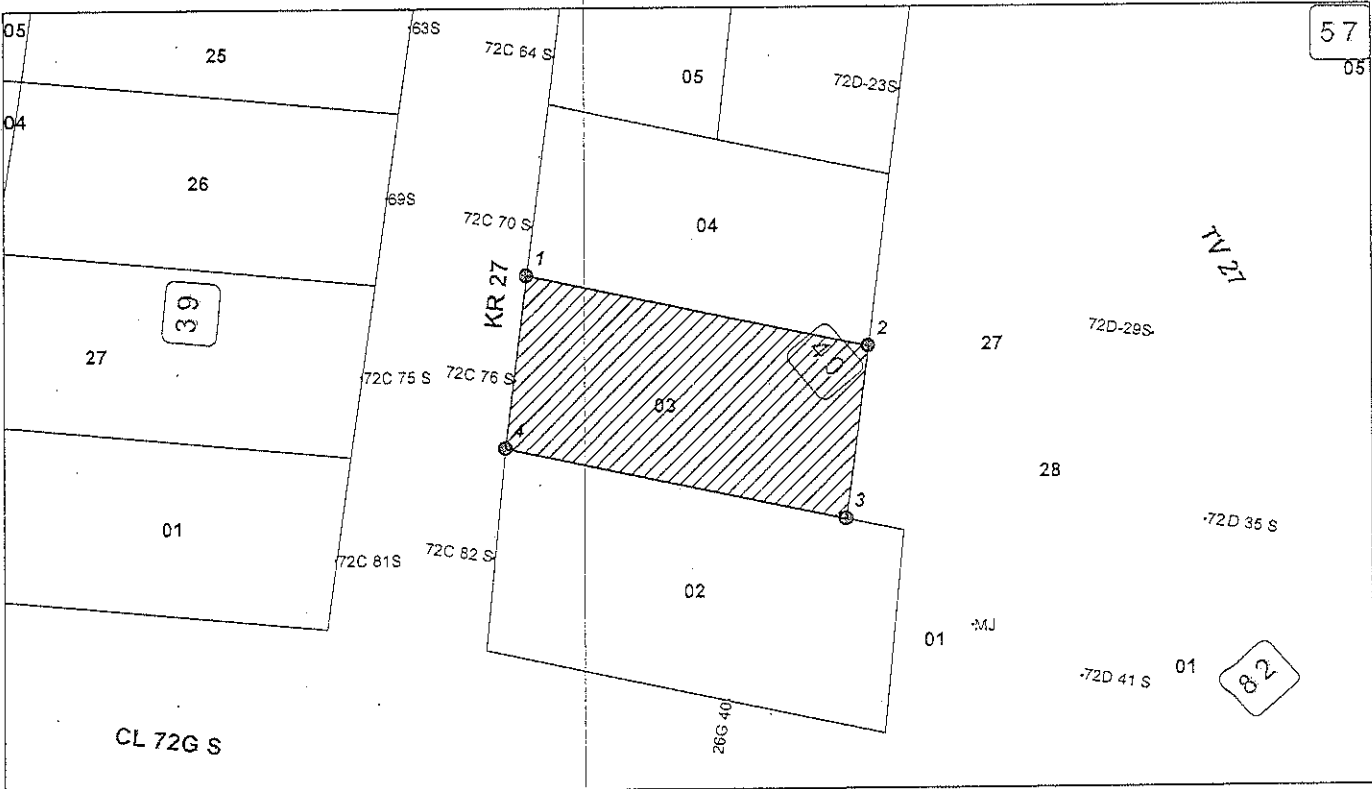 05
25
63S
72C 64 S
05
72D-23S
57
05
04
26
69S
72C 70 S
04
TV 27
1
KR 27
39
2
72D-29S
27
40
27
72C 75 S
72C 76 S
03
4
28
3
72D 35 S
01
72C 81S
72C 82 S
02
01
MJ
72D 41 S
01
82
26G 40
CL 72G S